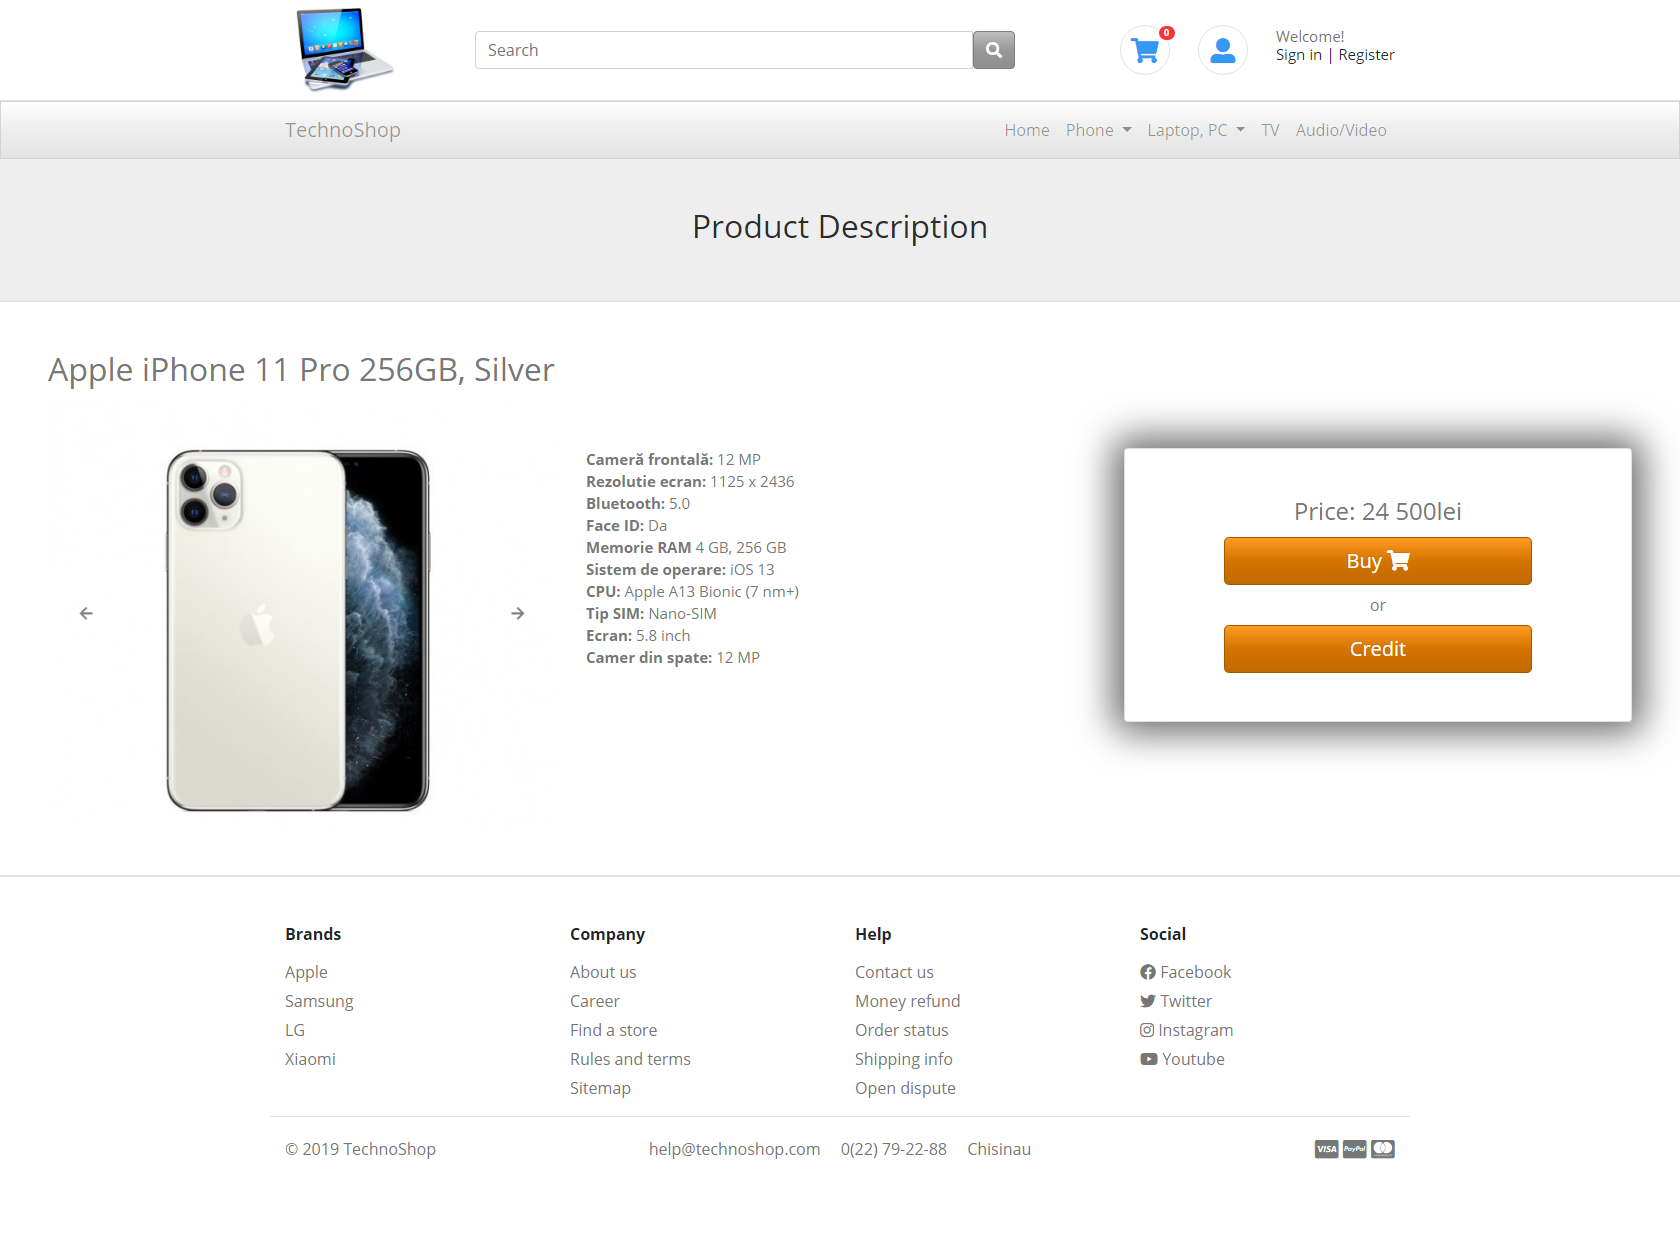 Search
0
Welcome!
Sign in | Register
TechnoShop
Home Phone Laptop, PC TV Audio/Video
Product Description
Apple iPhone 11 Pro 256GB, Silver
Cameră frontală: 12 MP
Rezolutie ecran: 1125 x 2436
Bluetooth: 5.0
Face ID: Da
Memorie RAM 4 GB, 256 GB
Sistem de operare: iOS 13
CPU: Apple A13 Bionic (7 nm+)
Tip SIM: Nano-SIM
Ecran: 5.8 inch
Camer din spate: 12 MP
Price: 24 500lei
Buy
or
Credit
Brands
Apple
Samsung
LG
Xiaomi
Company
About us
Career
Find a store
Rules and terms
Sitemap
Help
Contact us
Money refund
Order status
Shipping info
Open dispute
Social
Facebook
Twitter
Instagram
Youtube
© 2019 TechnoShop
help@technoshop.com 0(22) 79-22-88 Chisinau
VISA PayPal